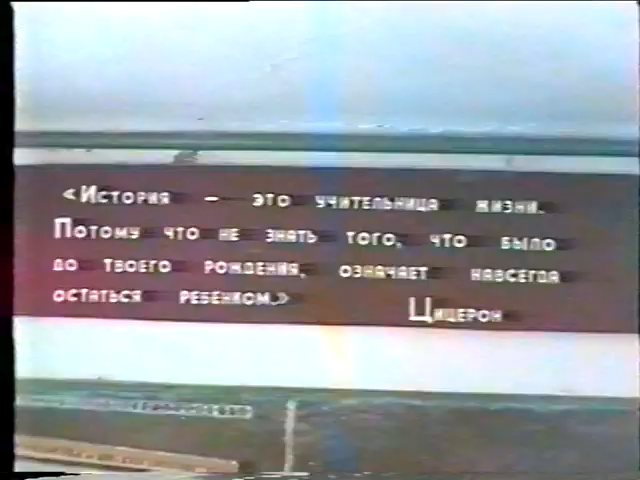 «История – это учительница жизни.
Потому что не знать того, что было
до твоего рождения, означает навсегда
остаться ребенком.» Цицерон